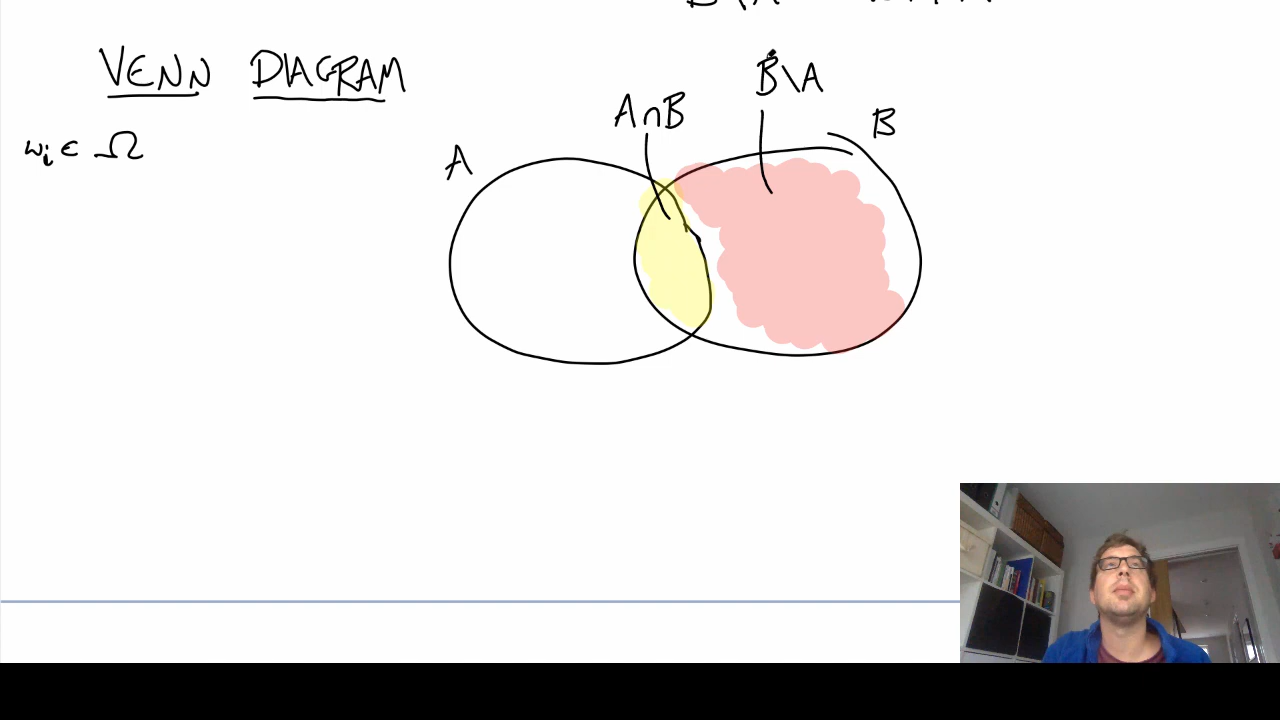 B\A
VENN DIAGRAM
B\A
A∩B
B
ωᵢ ∈ Ω
A